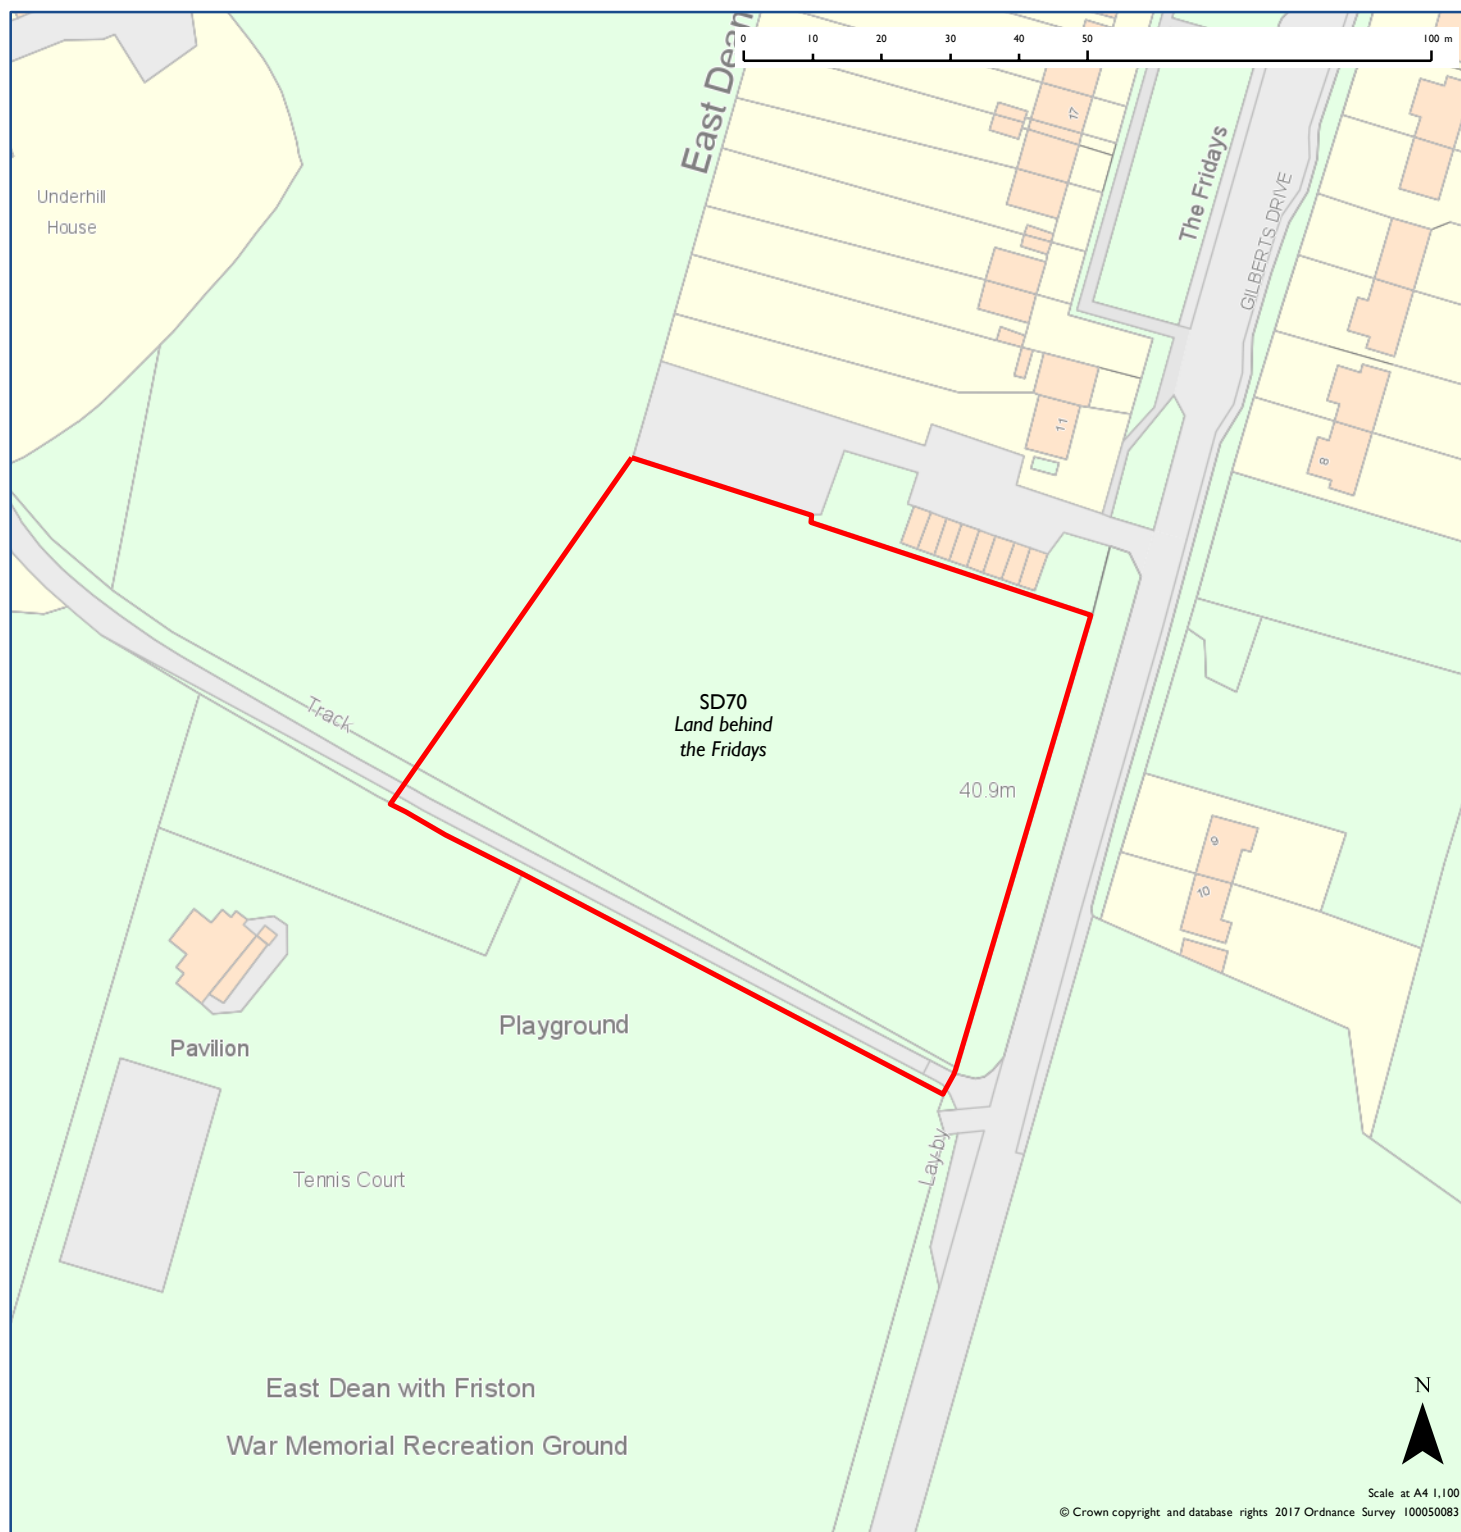 0 10 20 30 40 50 100 m
East Dean
17
The Fridays
GILBERTS DRIVE
Underhill
House
11
8
SD70
Land behind
the Fridays
Track
40.9m
9
10
Playground
Pavilion
Lay-by
Tennis Court
East Dean with Friston
War Memorial Recreation Ground
N
Scale at A4 1,100
© Crown copyright and database rights 2017 Ordnance Survey 100050083